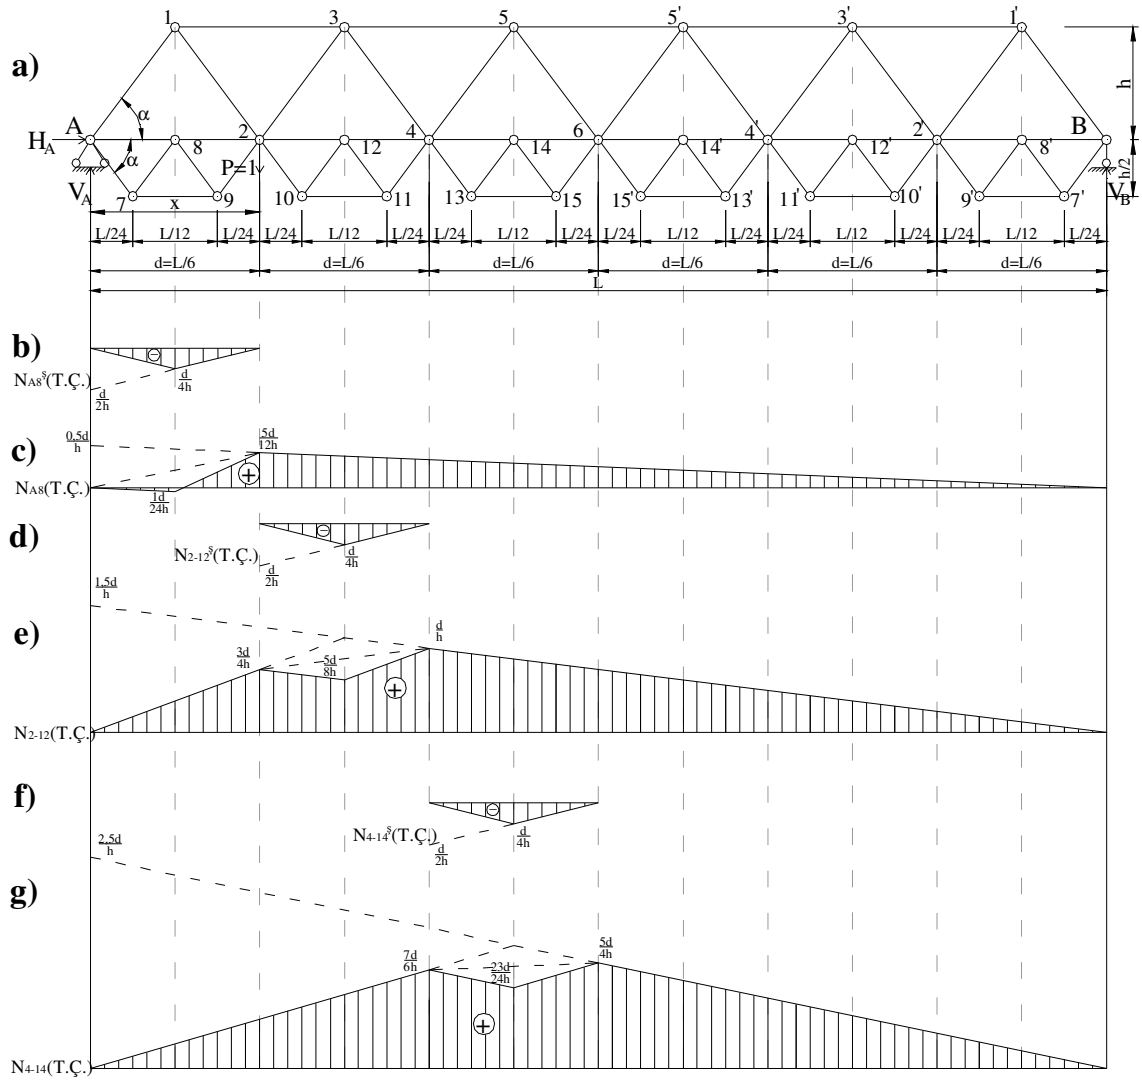 1 3 5 5' 3' 1'
a)
h
α
A 8 2 12 4 14 6 14' 4' 12' 2' 8' B
H_A
α
P=1
h/2
V_A V_B
7 9 10 11 13 15 15' 13' 11' 10' 9' 7'
x
L/24 L/12 L/24 L/24 L/12 L/24 L/24 L/12 L/24 L/24 L/12 L/24 L/24 L/12 L/24 L/24 L/12 L/24
d=L/6 d=L/6 d=L/6 d=L/6 d=L/6 d=L/6
L
b)
−
N_A8^ş(T.Ç.)
d/4h
d/2h
c)
0,5d/h
5d/12h
+
N_A8(T.Ç.)
1d/24h
d)
−
N_2-12^ş(T.Ç.)
d/4h
d/2h
1,5d/h
e)
d/h
3d/4h
5d/8h
+
N_2-12(T.Ç.)
f)
−
N_4-14^ş(T.Ç.)
d/4h
d/2h
2,5d/h
g)
7d/6h
23d/24h
5d/4h
+
N_4-14(T.Ç.)